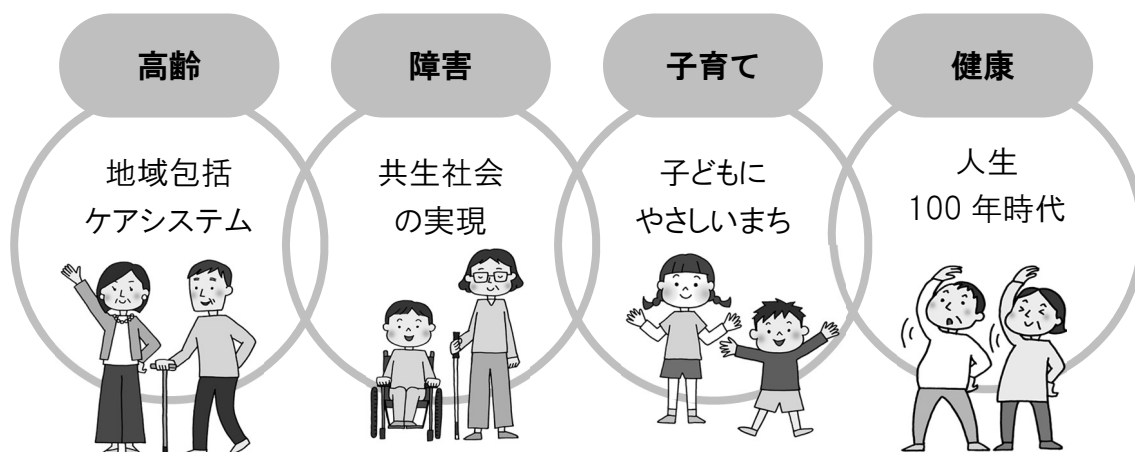 高齢
地域包括
ケアシステム
障害
共生社会
の実現
子育て
子どもに
やさしいまち
健康
人生
100 年時代